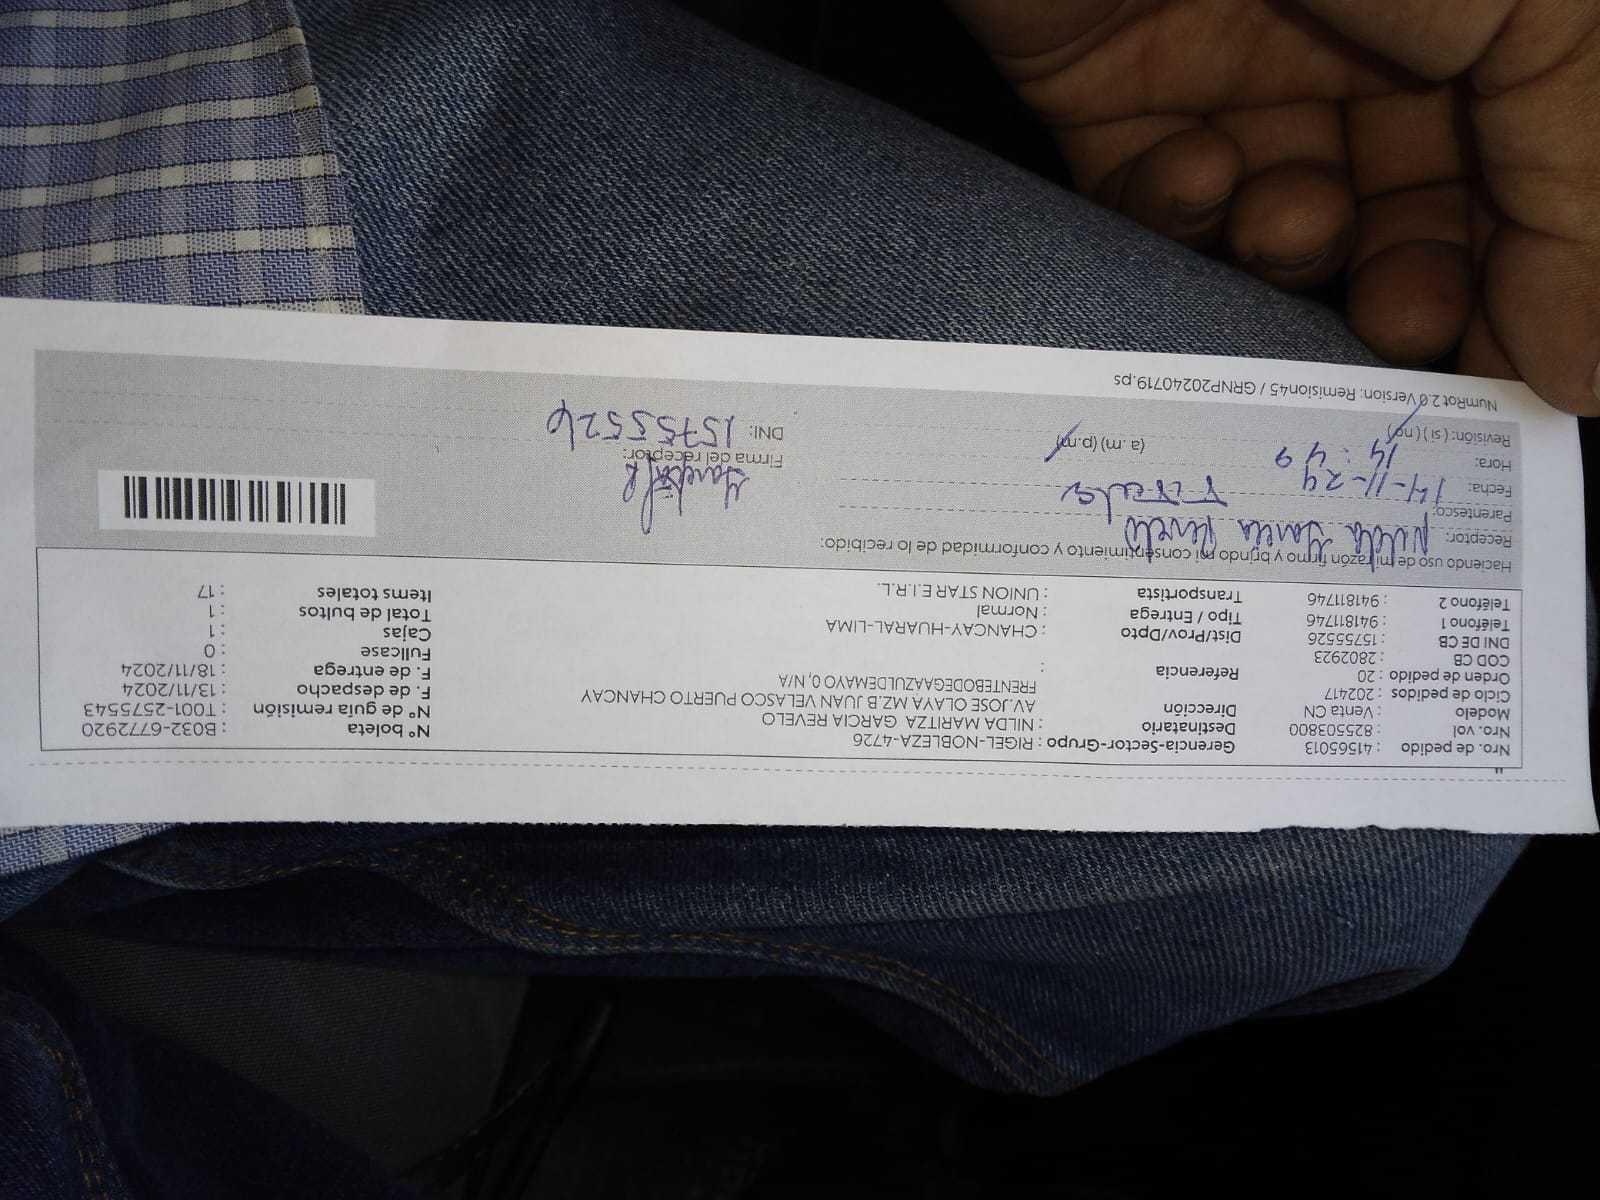 Nro. de pedido : 41565013 Gerencia-Sector-Grupo : RIGEL-NOBLEZA-4726 Nº boleta : B032-6772920
Nro. vol. : 825503800 Destinatario : NILDA MARITZA GARCIA REVELO Nº de guía remisión : T001-2575543
Modelo : Venta CN Dirección AV.JOSE OLAYA MZ.B JUAN VELASCO PUERTO CHANCAY F. de despacho : 13/11/2024
Ciclo de pedidos : 202417 FRENTEBODEGAAZULDEMAYO 0, N/A F. de entrega : 18/11/2024
Orden de pedido : 20 Referencia : Fullcase : 0
COD CB : 2802923 Dist/Prov/Dpto : CHANCAY-HUARAL-LIMA Cajas : 1
DNI DE CB : 15755526 Tipo / Entrega : Normal Total de bultos : 1
Teléfono 1 : 941811746 Transportista : UNION STAR E.I.R.L. Items totales : 17
Teléfono 2 : 941811746
Haciendo uso de mi razón firmo y brindo mi consentimiento y conformidad de lo recibido:
Receptor: Nilda Garcia Revelo
Parentesco: Titular
Fecha: 14-11-24 Firma del receptor:
Hora: 14:49 (a. m) (p.m) DNI: 15755526
Revisión: ( si ) ( no )
NumRot 2.0 Version: Remision45 / GRNP20240719.ps